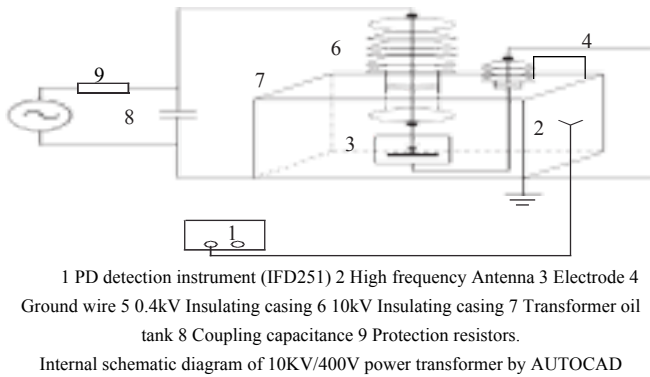 6
4
9
7
8
2
3
1
1 PD detection instrument (IFD251) 2 High frequency Antenna 3 Electrode 4
Ground wire 5 0.4kV Insulating casing 6 10kV Insulating casing 7 Transformer oil
tank 8 Coupling capacitance 9 Protection resistors.
Internal schematic diagram of 10KV/400V power transformer by AUTOCAD